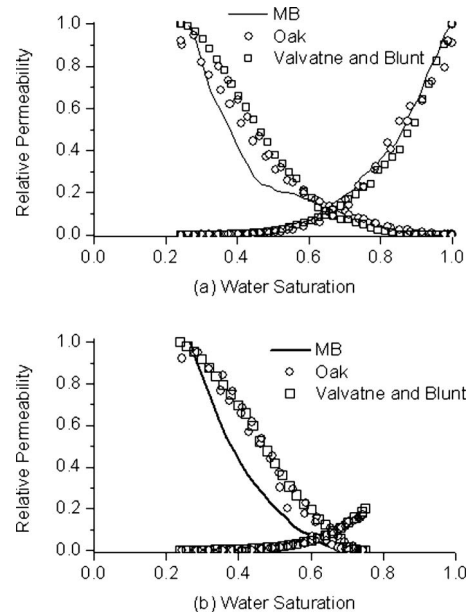 MB
Oak
Valvatne and Blunt
Relative Permeability
1.0
0.8
0.6
0.4
0.2
0.0
0.0 0.2 0.4 0.6 0.8 1.0
(a) Water Saturation
MB
Oak
Valvatne and Blunt
Relative Permeability
1.0
0.8
0.6
0.4
0.2
0.0
0.0 0.2 0.4 0.6 0.8 1.0
(b) Water Saturation